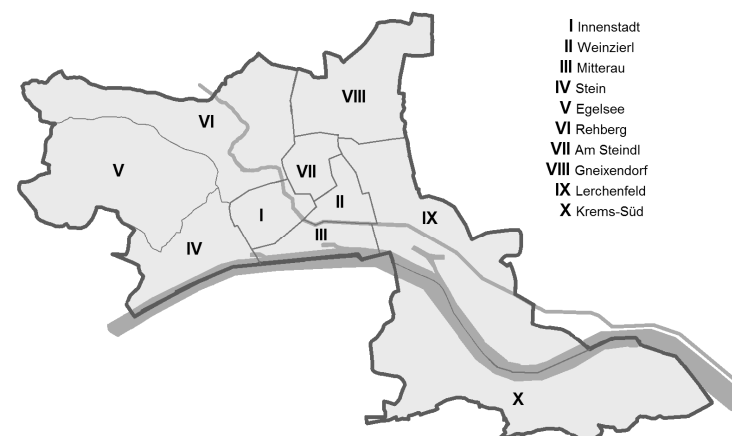 I Innenstadt
II Weinzierl
III Mitterau
IV Stein
V Egelsee
VI Rehberg
VII Am Steindl
VIII Gneixendorf
IX Lerchenfeld
X Krems-Süd
VIII
VI
V
VII
II
I
IX
III
IV
X